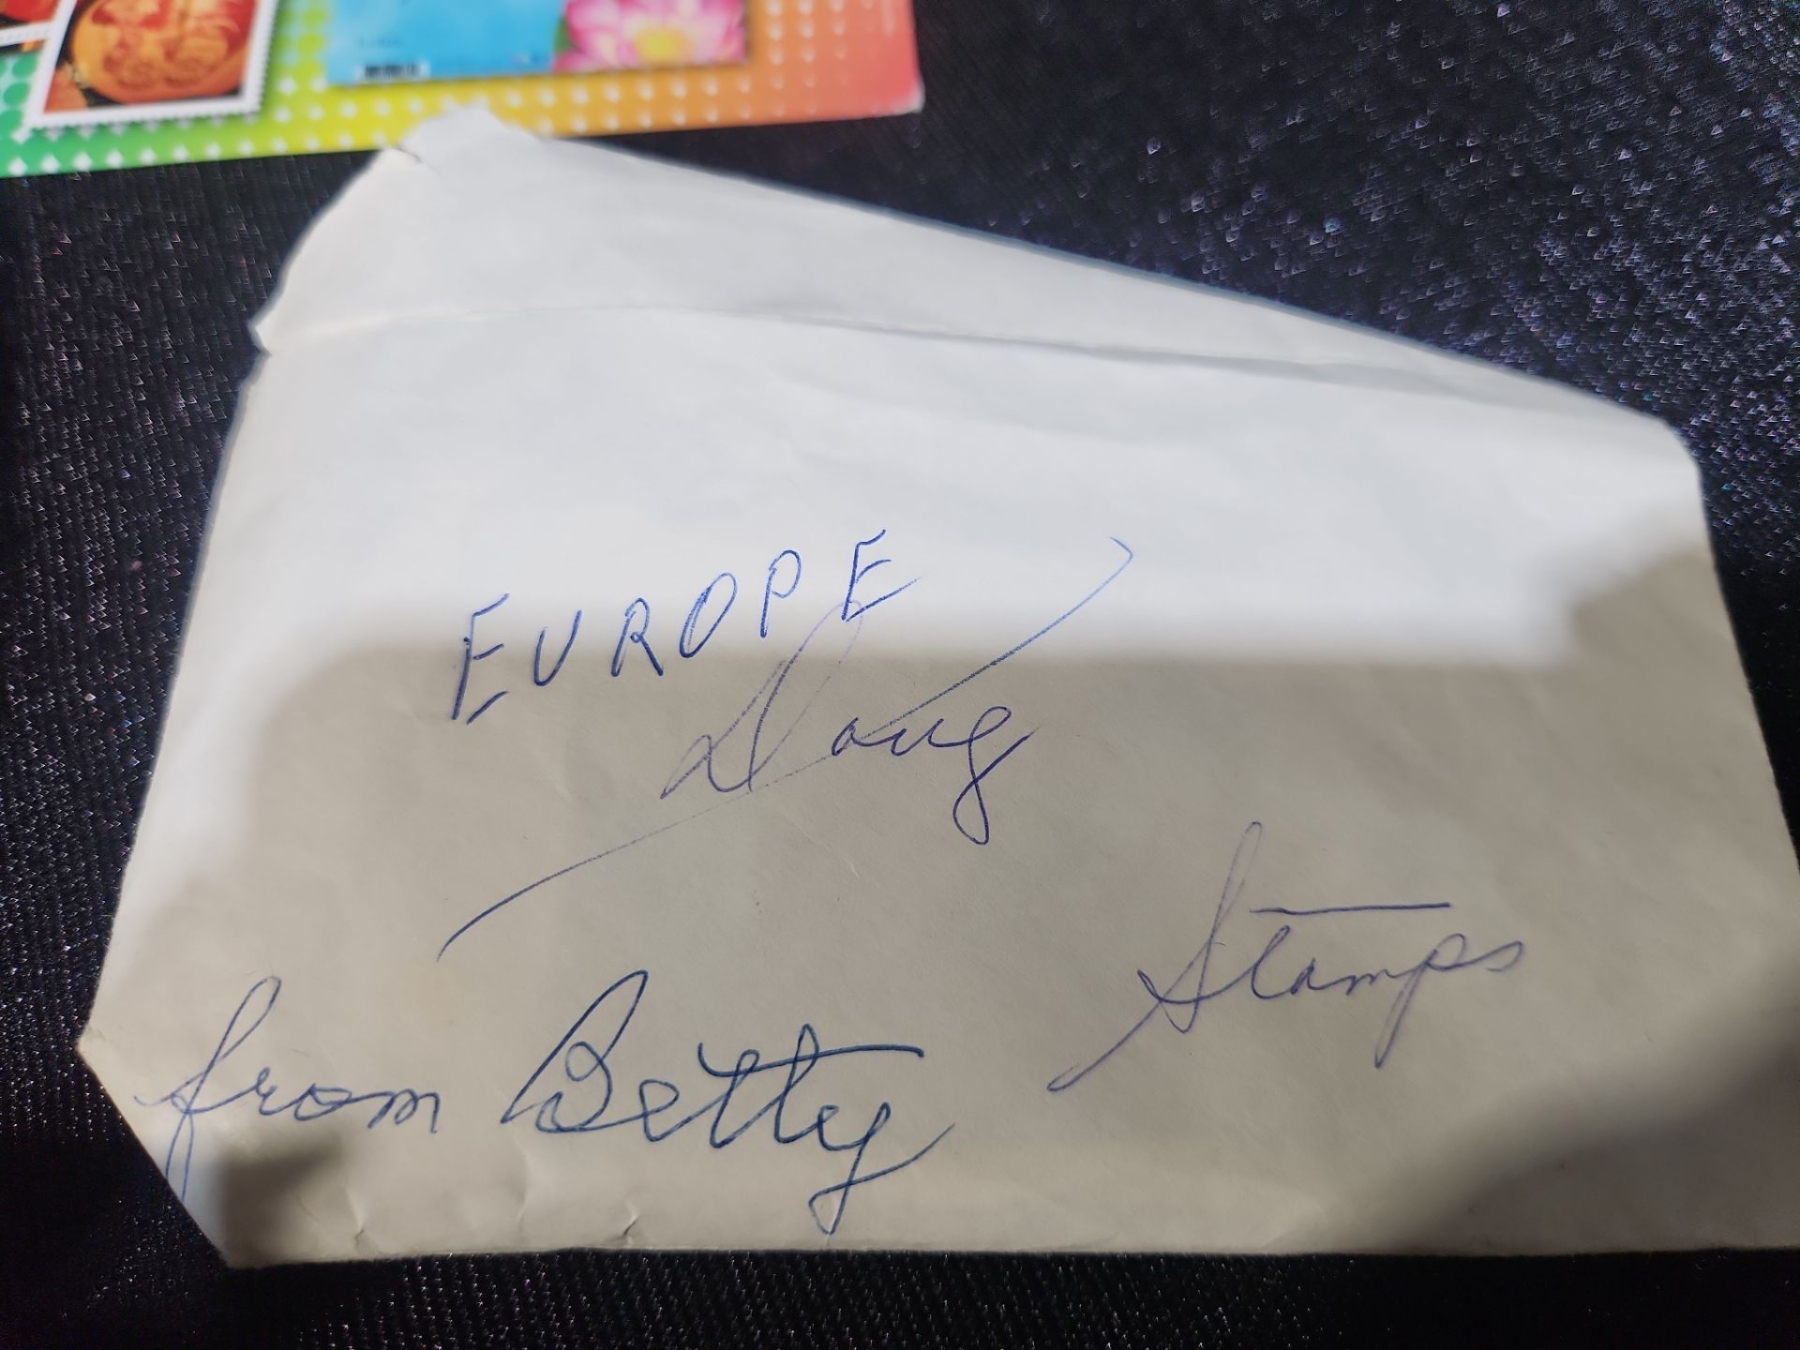 EUROPE
Doug
Stamps
from Betty